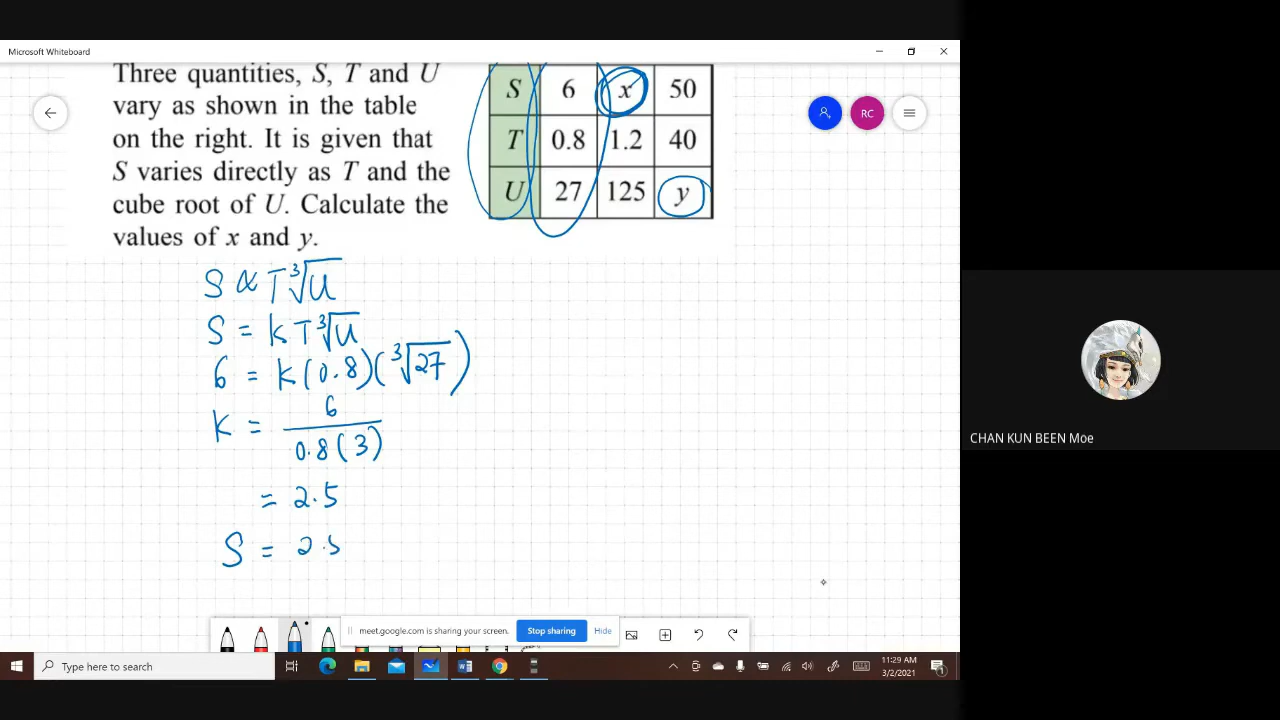 Microsoft Whiteboard
Three quantities, S, T and U
vary as shown in the table
on the right. It is given that
S varies directly as T and the
cube root of U. Calculate the
values of x and y.
S 6 x 50
T 0.8 1.2 40
U 27 125 y
RC
S ∝ T ∛U
S = k T ∛U
6 = k(0.8)(∛27)
k = 6/0.8(3)
= 2.5
S = 2.5
CHAN KUN BEEN Moe
meet.google.com is sharing your screen.
Stop sharing
Hide
Type here to search
11:29 AM
3/2/2021
1